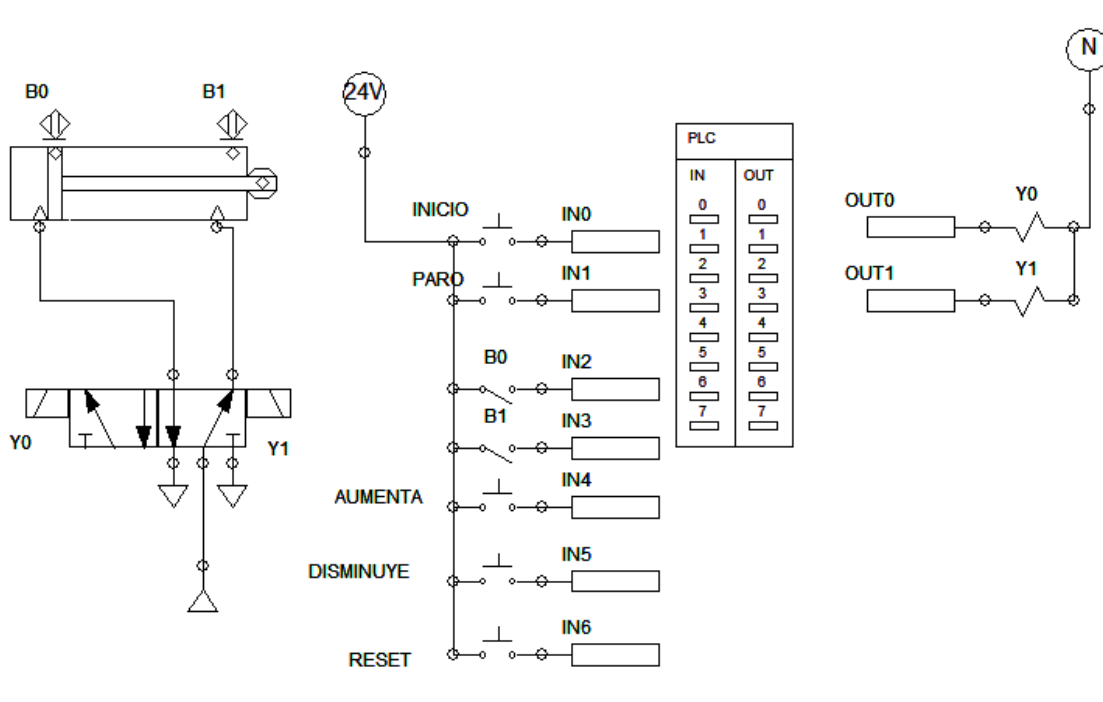 B0
B1
Y0
Y1
24V
INICIO
IN0
PARO
IN1
B0
IN2
B1
IN3
AUMENTA
IN4
DISMINUYE
IN5
RESET
IN6
PLC
IN OUT
0 0
1 1
2 2
3 3
4 4
5 5
6 6
7 7
N
OUT0
Y0
OUT1
Y1